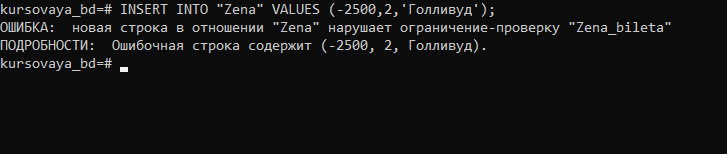 kursovaya_bd=# INSERT INTO "Zena" VALUES (-2500,2,'Голливуд');
ОШИБКА:  новая строка в отношении "Zena" нарушает ограничение-проверку "Zena_bileta"
ПОДРОБНОСТИ:  Ошибочная строка содержит (-2500, 2, Голливуд).
kursovaya_bd=#